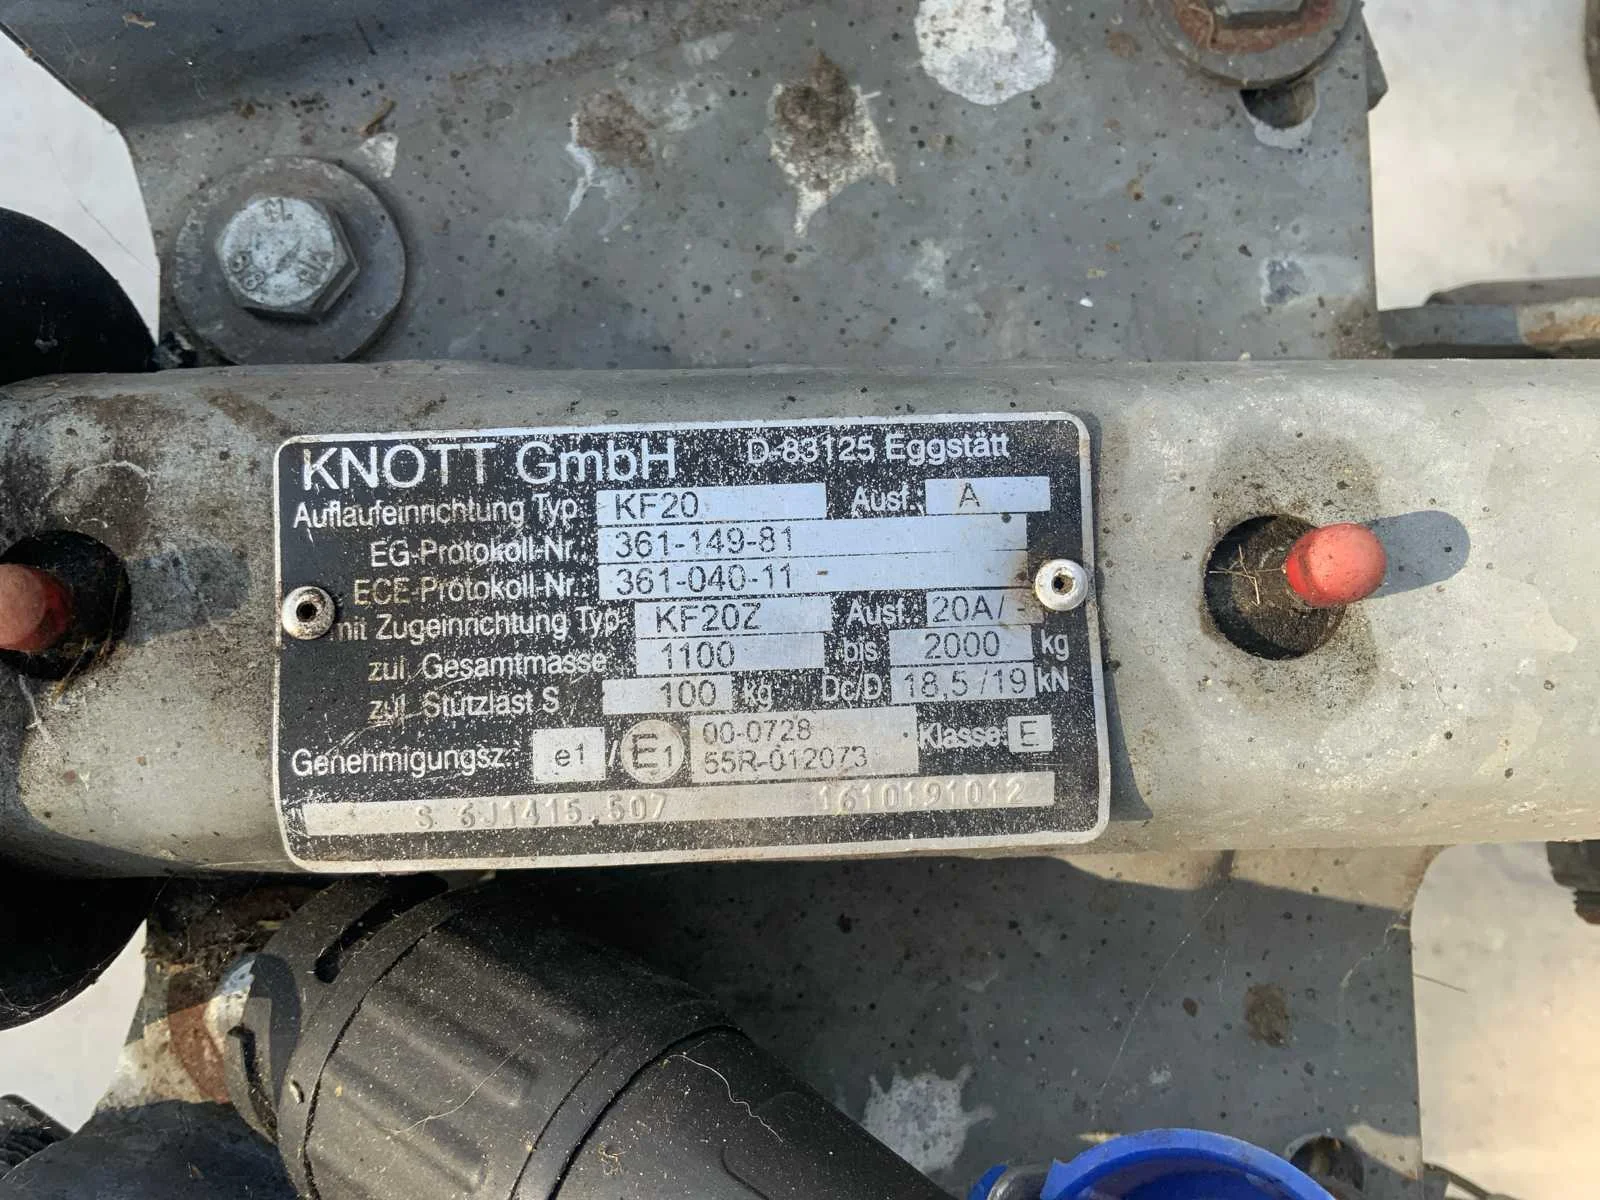 KNOTT GmbH D-83125 Eggstätt
Auflaufeinrichtung Typ KF20 Ausf.: A
EG-Protokoll-Nr.: 361-149-81
ECE-Protokoll-Nr.: 361-040-11
mit Zugeinrichtung Typ KF20Z Ausf.: 20A/-
zul. Gesamtmasse 1100 bis 2000 kg
zul. Stützlast S 100 kg Dc/D 18,5/19 kN
Genehmigungsz.: e1 / E1 00-0728 Klasse: E
55R-012073
S 6J1415.507 1610191012